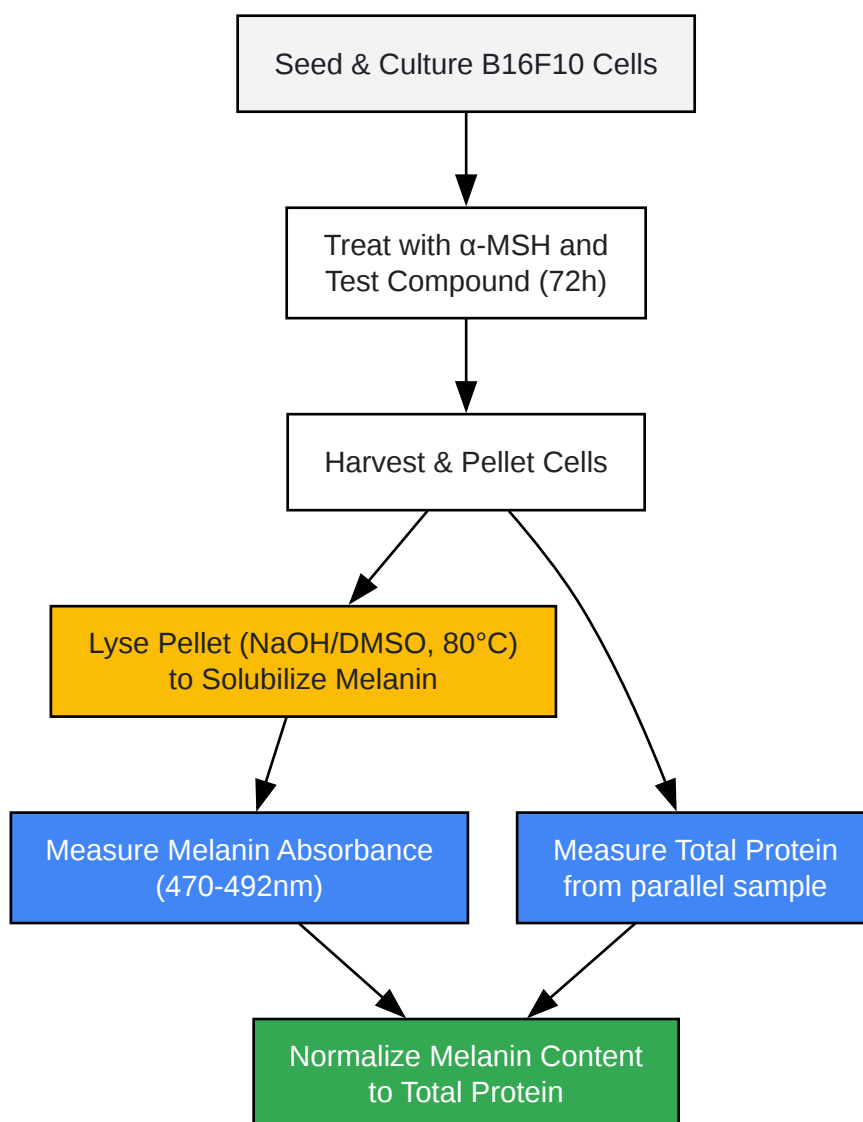 Seed & Culture B16F10 Cells
Treat with α-MSH and
Test Compound (72h)
Harvest & Pellet Cells
Lyse Pellet (NaOH/DMSO, 80°C)
to Solubilize Melanin
Measure Melanin Absorbance
(470-492nm)
Measure Total Protein
from parallel sample
Normalize Melanin Content
to Total Protein